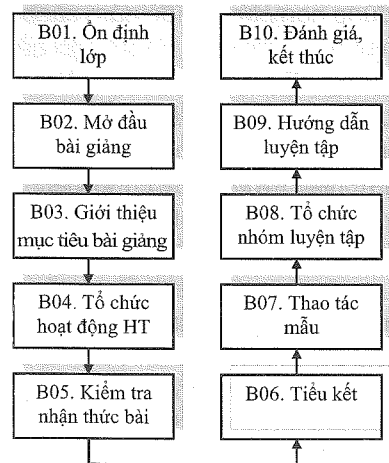 B01. Ổn định
lớp
B02. Mở đầu
bài giảng
B03. Giới thiệu
mục tiêu bài giảng
B04. Tổ chức
hoạt động HT
B05. Kiểm tra
nhận thức bài
B06. Tiểu kết
B07. Thao tác
mẫu
B08. Tổ chức
nhóm luyện tập
B09. Hướng dẫn
luyện tập
B10. Đánh giá,
kết thúc